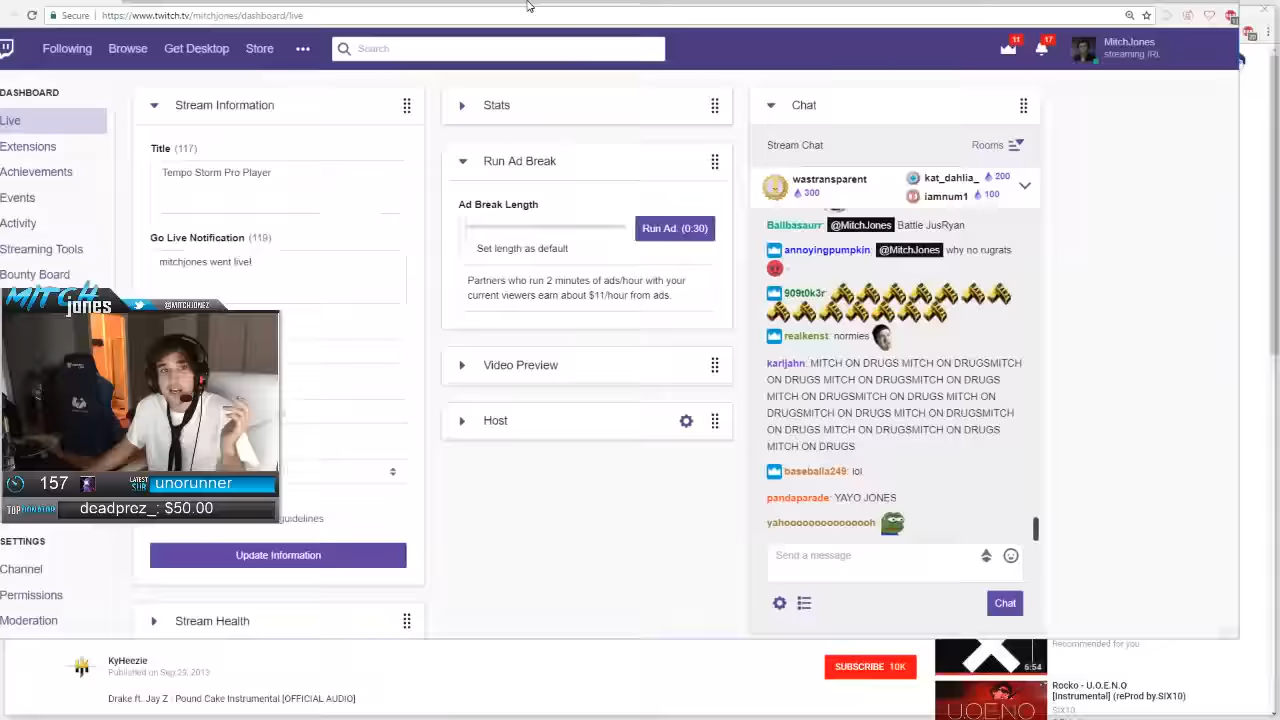 Secure
https://www.twitch.tv/mitchjones/dashboard/live
Following
Browse
Get Desktop
Store
•••
Search
11
17
MitchJones
streaming IRL
DASHBOARD
Live
Extensions
Achievements
Events
Activity
Streaming Tools
Bounty Board
SETTINGS
Channel
Permissions
Moderation
Stream Information
Title (117)
Tempo Storm Pro Player
Go Live Notification (119)
mitchjones went live!
guidelines
Update Information
Stream Health
mitch
jones
@MITCHJONEZ
157
LATEST
SUB
unorunner
deedprez_: $50.00
Stats
Run Ad Break
Ad Break Length
Run Ad (0:30)
Set length as default
Partners who run 2 minutes of ads/hour with your
current viewers earn about $11/hour from ads.
Video Preview
Host
Chat
Stream Chat
Rooms
wastransparent
300
kat_dahlia_ 200
iamnum1 100
Ballbasaurr: @MitchJones Battle JusRyan
annoyingpumpkin: @MitchJones why no rugrats
909t0k3r:
realkenst: normies
karljahn: MITCH ON DRUGS MITCH ON DRUGSMITCH
ON DRUGS MITCH ON DRUGSMITCH ON DRUGS
MITCH ON DRUGSMITCH ON DRUGS MITCH ON
DRUGSMITCH ON DRUGS MITCH ON DRUGSMITCH
ON DRUGS MITCH ON DRUGSMITCH ON DRUGS
MITCH ON DRUGS
baseballa249: lol
pandaparade: YAYO JONES
yahoooooooooooooh
Send a message
Chat
KyHeezie
Published on Sep 29, 2013
SUBSCRIBE 10K
Drake ft. Jay Z - Pound Cake Instrumental [OFFICIAL AUDIO]
Recommended for you
6:54
Rocko - U.O.E.N.O
[Instrumental] (reProd by.SIX10)
SIX10
U.O.ENO